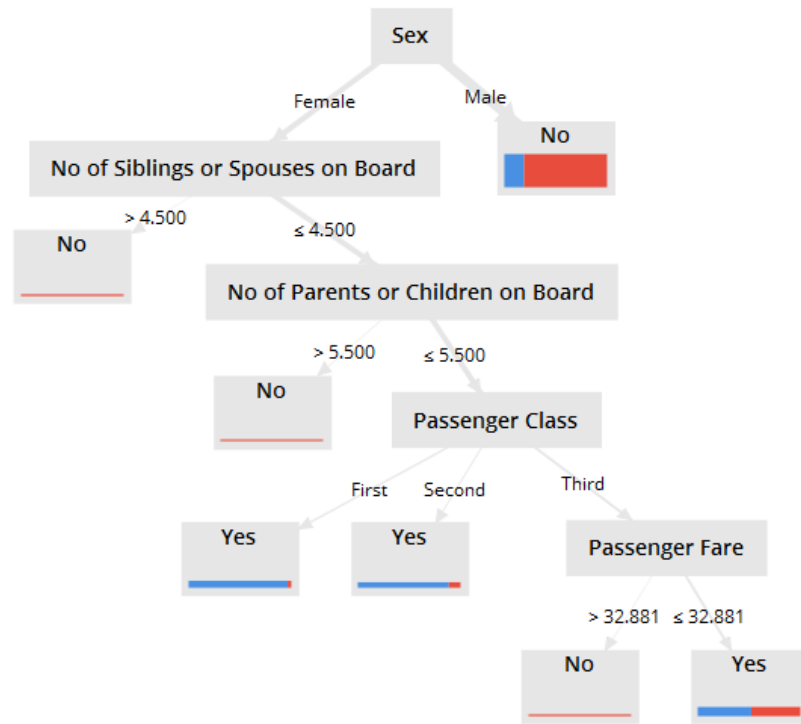 Sex
Female
Male
No
No of Siblings or Spouses on Board
> 4.500
≤ 4.500
No
No of Parents or Children on Board
> 5.500
≤ 5.500
No
Passenger Class
First
Second
Third
Yes
Yes
Passenger Fare
> 32.881
≤ 32.881
No
Yes